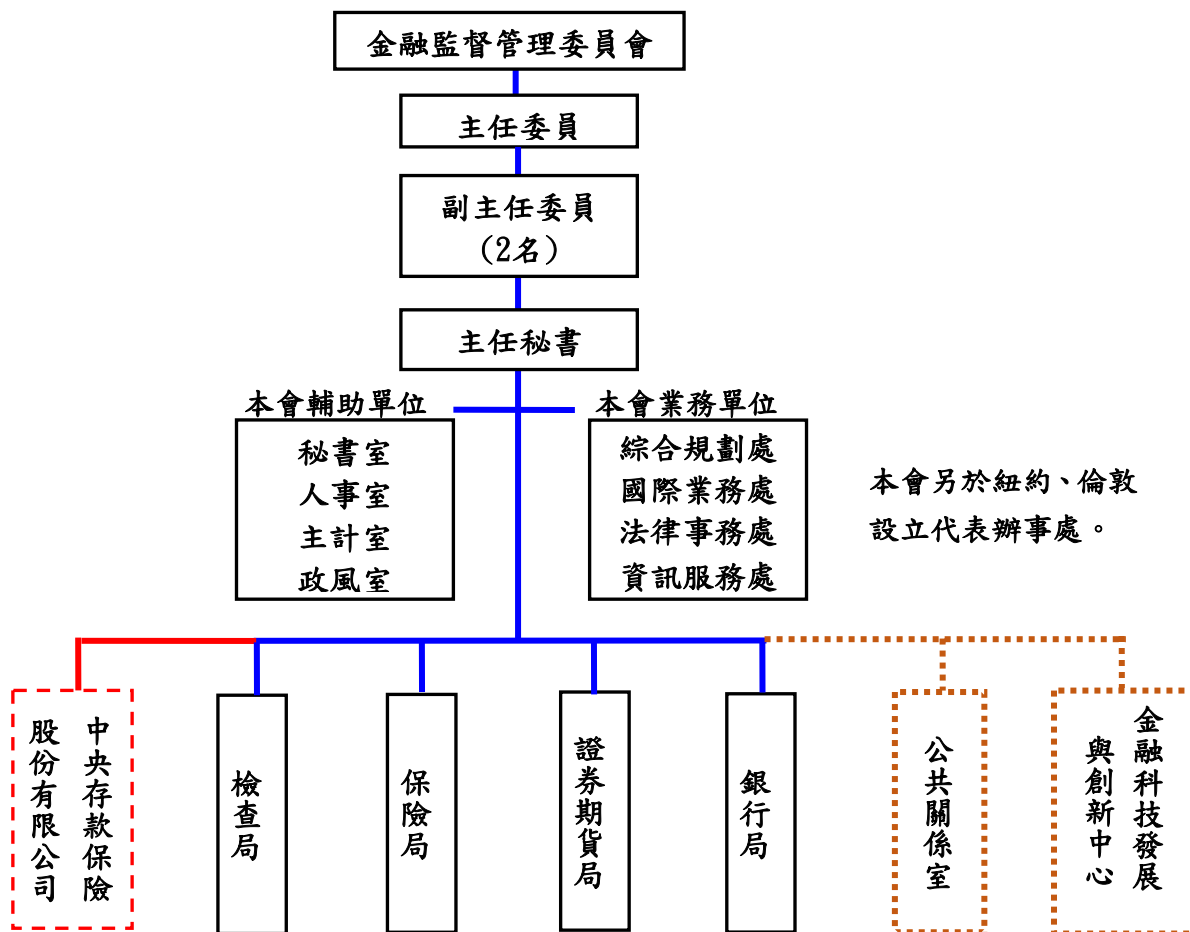 金融監督管理委員會
主任委員
副主任委員
(2名)
主任秘書
本會輔助單位
秘書室
人事室
主計室
政風室
本會業務單位
綜合規劃處
國際業務處
法律事務處
資訊服務處
本會另於紐約、倫敦
設立代表辦事處。
中央存款保險
股份有限公司
檢查局
保險局
證券期貨局
銀行局
公共關係室
金融科技發展
與創新中心